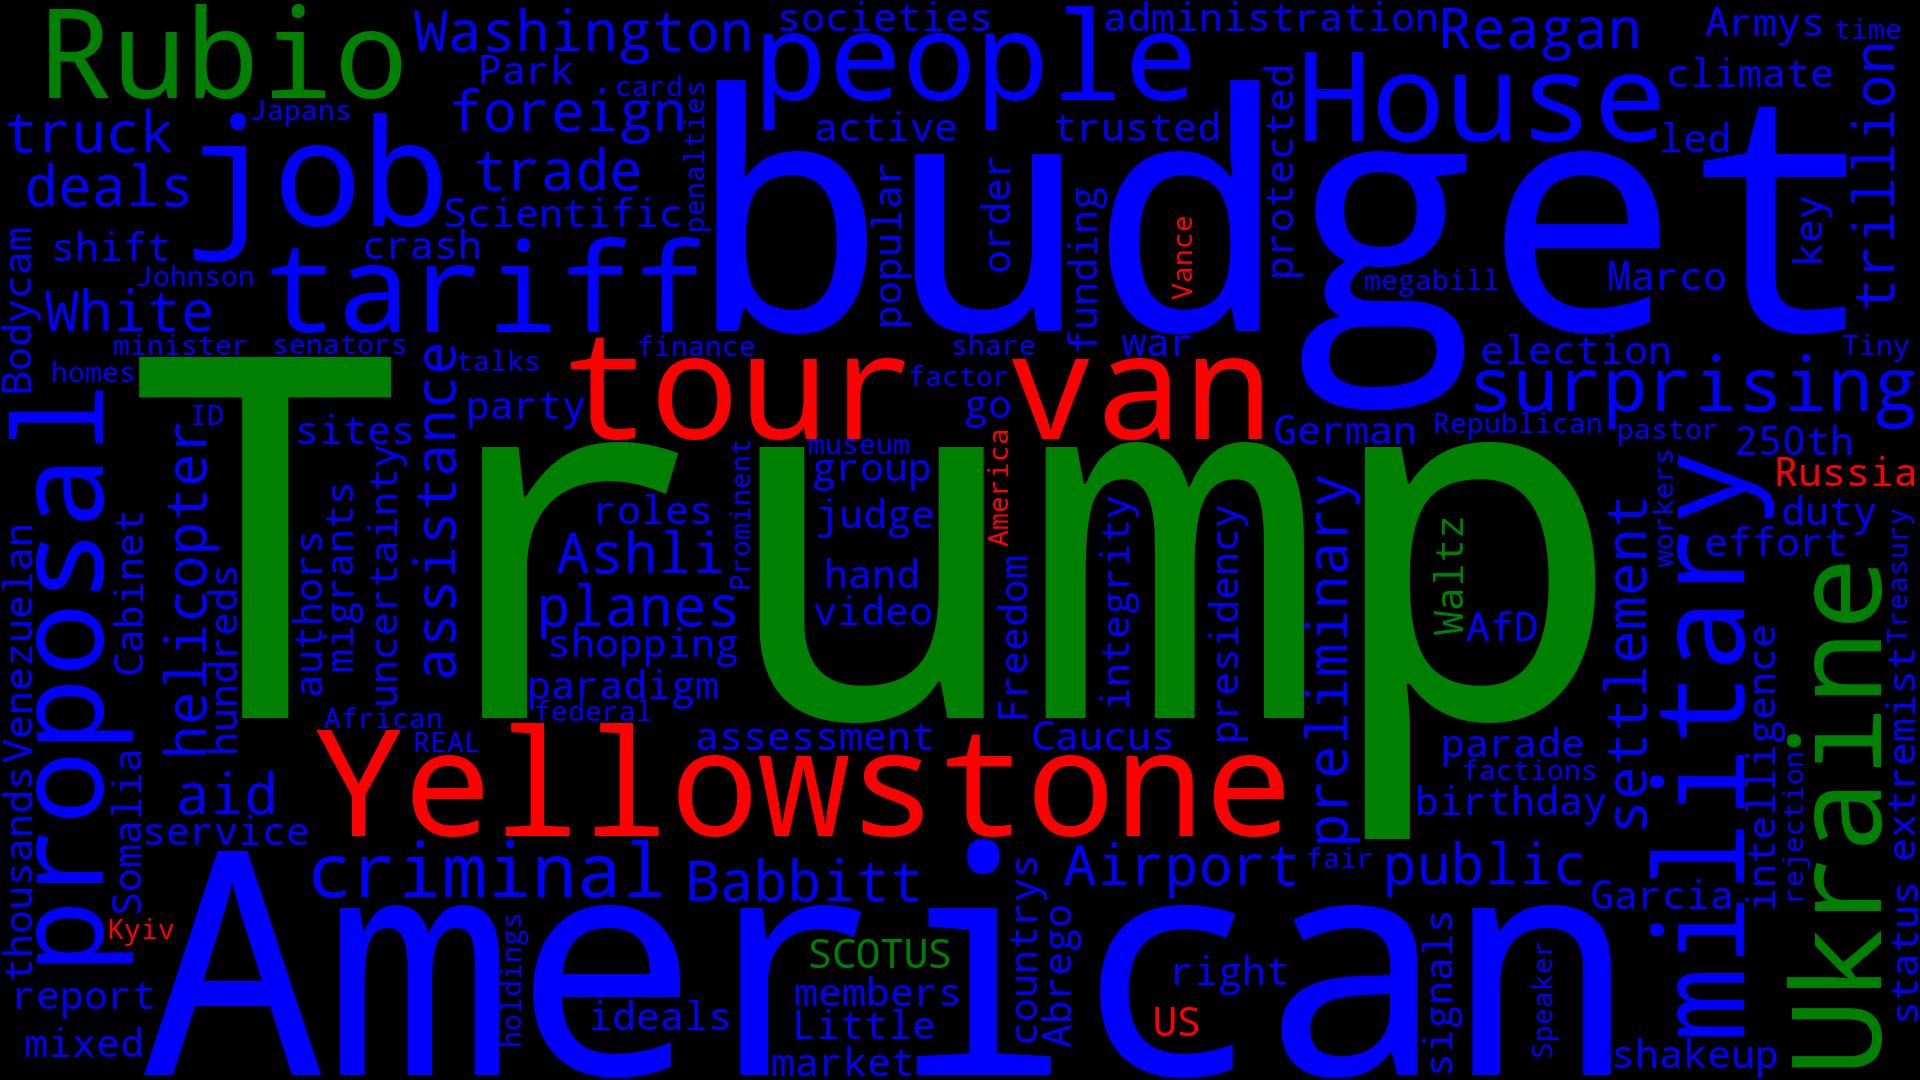 Rubio
Washington
societies
administration
Reagan
Armys
time
Park
people
House
climate
card
Japans
foreign
penalties
active
trusted
protected
led
trillion
truck
job
budget
deals
trade
Scientific
popular
order
funding
Vance
key
shift
crash
Johnson
tariff
megabill
Marco
Bodycam
White
minister
senators
talks
finance
share
war
election
Tiny
homes
tour van
factor
go
surprising
party
ID
sites
assistance
German
Republican
pastor
250th
Trump
museum
group
America
Russia
proposal
helicopter
authors
migrants
uncertainty
Prominent
roles
judge
workers
duty
effort
Cabinet
hundreds
Ashli
hand
planes
video
shopping
Freedom
integrity
presidency
preliminary
Waltz
AfD
settlement
military
Venezuelan
paradigm
federal
African
REAL
Yellowstone
assessment
Caucus
parade
factions
birthday
intelligence
rejection
Ukraine
Treasury
extremist
thousands
Somalia
aid
service
criminal
Babbitt
Airport
fair
public
Garcia
Kyiv
American
holdings
SCOTUS
countrys
Abrego
right
signals
Speaker
status
report
members
ideals
Little
US
mixed
market
shakeup